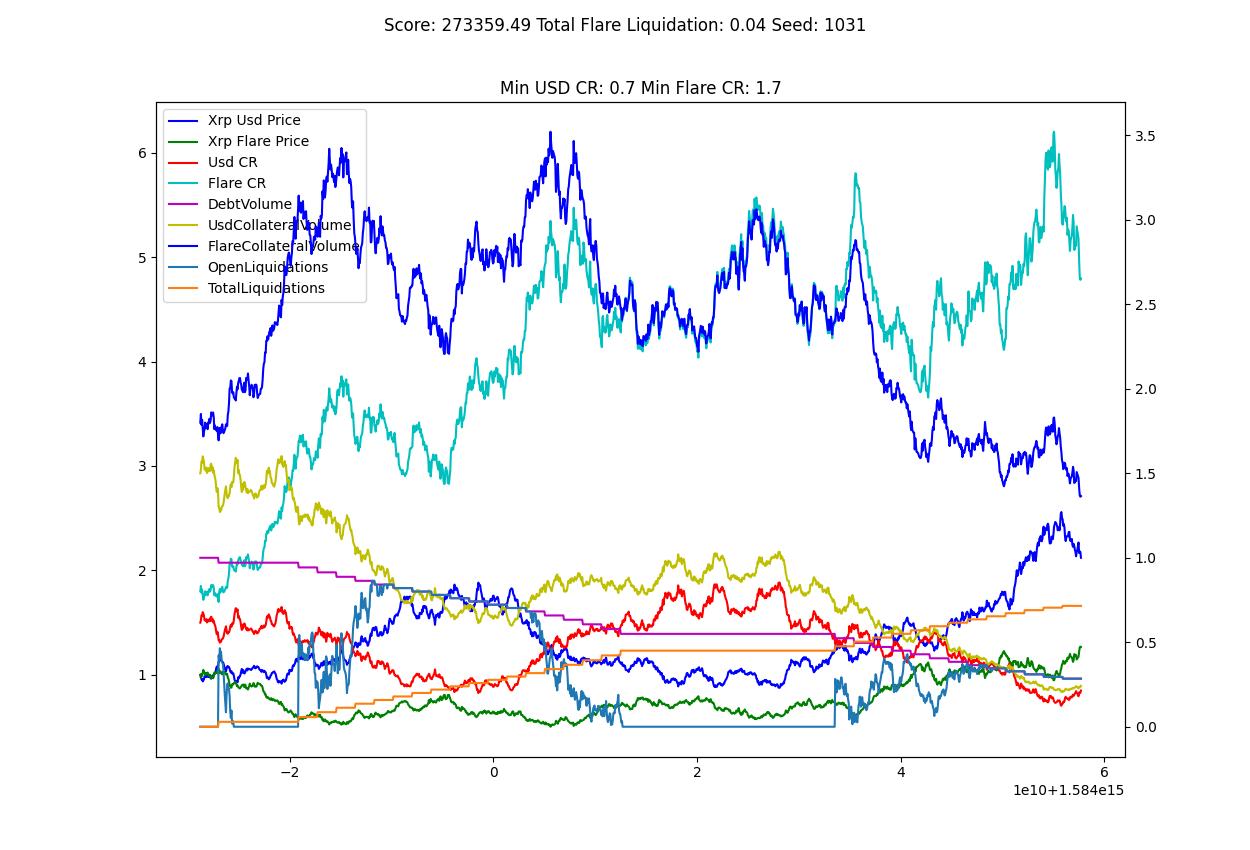 Score: 273359.49 Total Flare Liquidation: 0.04 Seed: 1031
Min USD CR: 0.7 Min Flare CR: 1.7
Xrp Usd Price
Xrp Flare Price
Usd CR
Flare CR
DebtVolume
UsdCollateralVolume
FlareCollateralVolume
OpenLiquidations
TotalLiquidations
6
5
4
3
2
1
3.5
3.0
2.5
2.0
1.5
1.0
0.5
0.0
−2
0
2
4
6
1e10+1.584e15